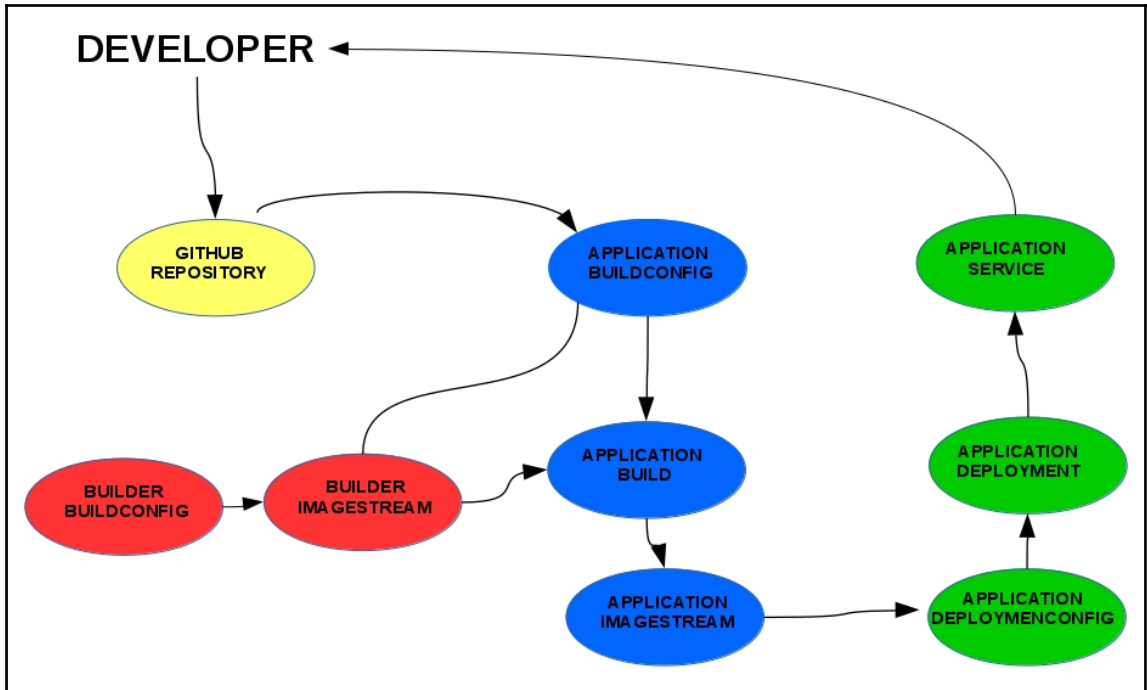 DEVELOPER
GITHUB
REPOSITORY
APPLICATION
BUILDCONFIG
APPLICATION
SERVICE
BUILDER
BUILDCONFIG
BUILDER
IMAGESTREAM
APPLICATION
BUILD
APPLICATION
DEPLOYMENT
APPLICATION
IMAGESTREAM
APPLICATION
DEPLOYMENCONFIG